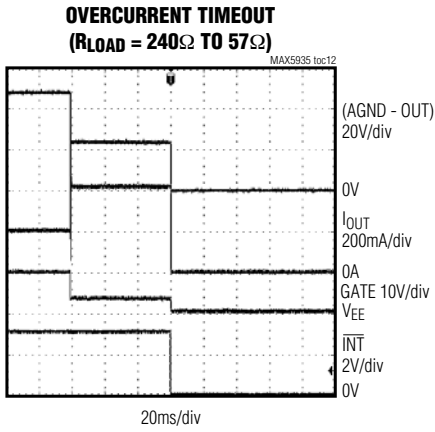 OVERCURRENT TIMEOUT
(RLOAD = 240Ω TO 57Ω)
MAX5935 toc12
(AGND - OUT)
20V/div
0V
IOUT
200mA/div
0A
GATE 10V/div
VEE
INT
2V/div
0V
20ms/div